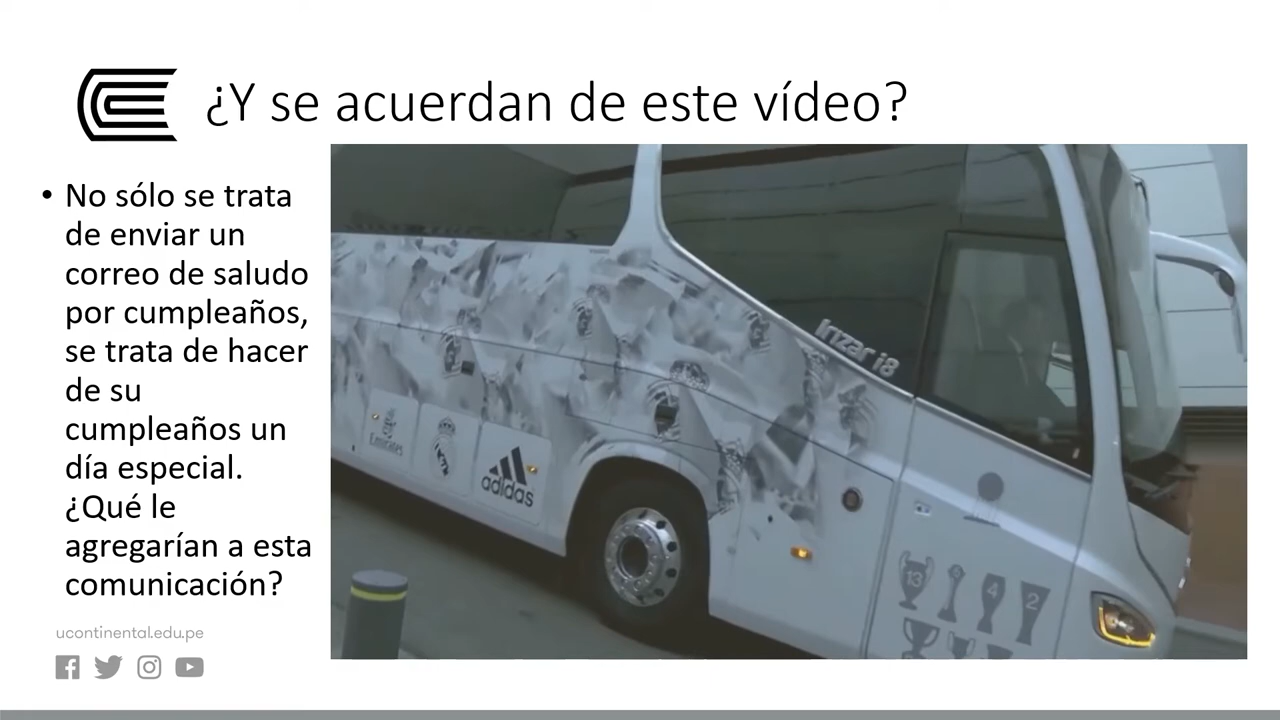 ¿Y se acuerdan de este vídeo?
• No sólo se trata
de enviar un
correo de saludo
por cumpleaños,
se trata de hacer
de su
cumpleaños un
día especial.
¿Qué le
agregarían a esta
comunicación?
ucontinental.edu.pe
Irizar i8
Emirates
adidas
13
4
2